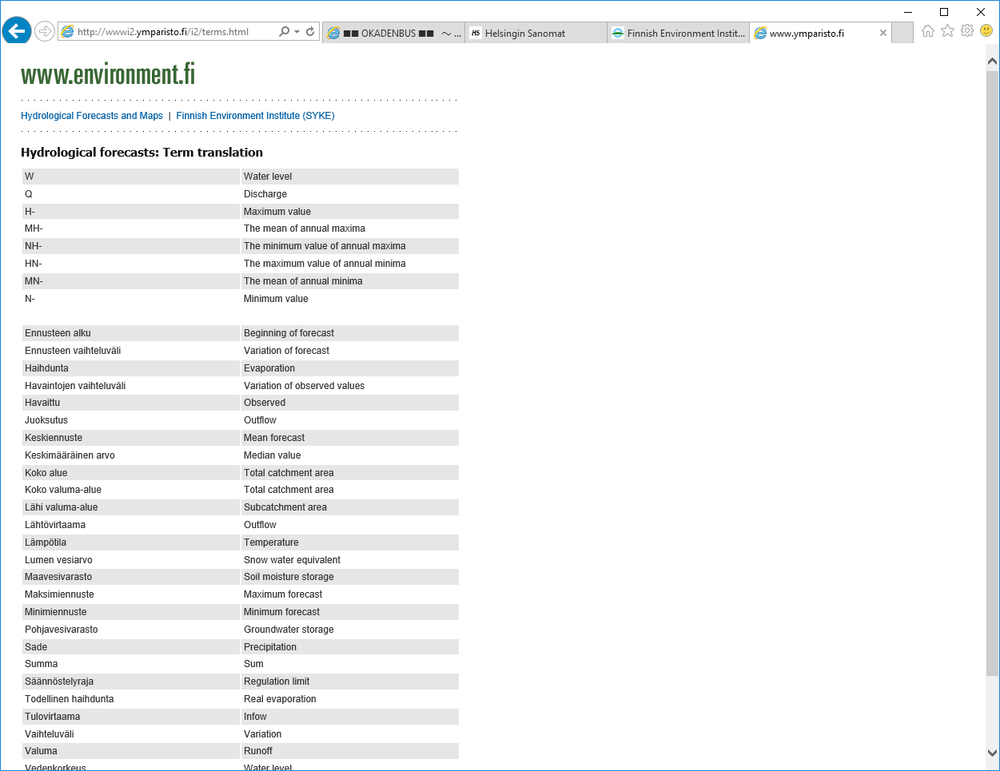 http://wwwi2.ymparisto.fi/i2/terms.html
■■ OKADENBUS ■■ ～ ...
HS Helsingin Sanomat
Finnish Environment Instit...
www.ymparisto.fi
www.environment.fi
Hydrological Forecasts and Maps | Finnish Environment Institute (SYKE)
Hydrological forecasts: Term translation
W Water level
Q Discharge
H- Maximum value
MH- The mean of annual maxima
NH- The minimum value of annual maxima
HN- The maximum value of annual minima
MN- The mean of annual minima
N- Minimum value
Ennusteen alku Beginning of forecast
Ennusteen vaihteluväli Variation of forecast
Haihdunta Evaporation
Havaintojen vaihteluväli Variation of observed values
Havaittu Observed
Juoksutus Outflow
Keskiennuste Mean forecast
Keskimääräinen arvo Median value
Koko alue Total catchment area
Koko valuma-alue Total catchment area
Lähi valuma-alue Subcatchment area
Lähtövirtaama Outflow
Lämpötila Temperature
Lumen vesiarvo Snow water equivalent
Maavesivarasto Soil moisture storage
Maksimiennuste Maximum forecast
Minimiennuste Minimum forecast
Pohjavesivarasto Groundwater storage
Sade Precipitation
Summa Sum
Säännöstelyraja Regulation limit
Todellinen haihdunta Real evaporation
Tulovirtaama Infow
Vaihteluväli Variation
Valuma Runoff
Vedenkorkeus Water level